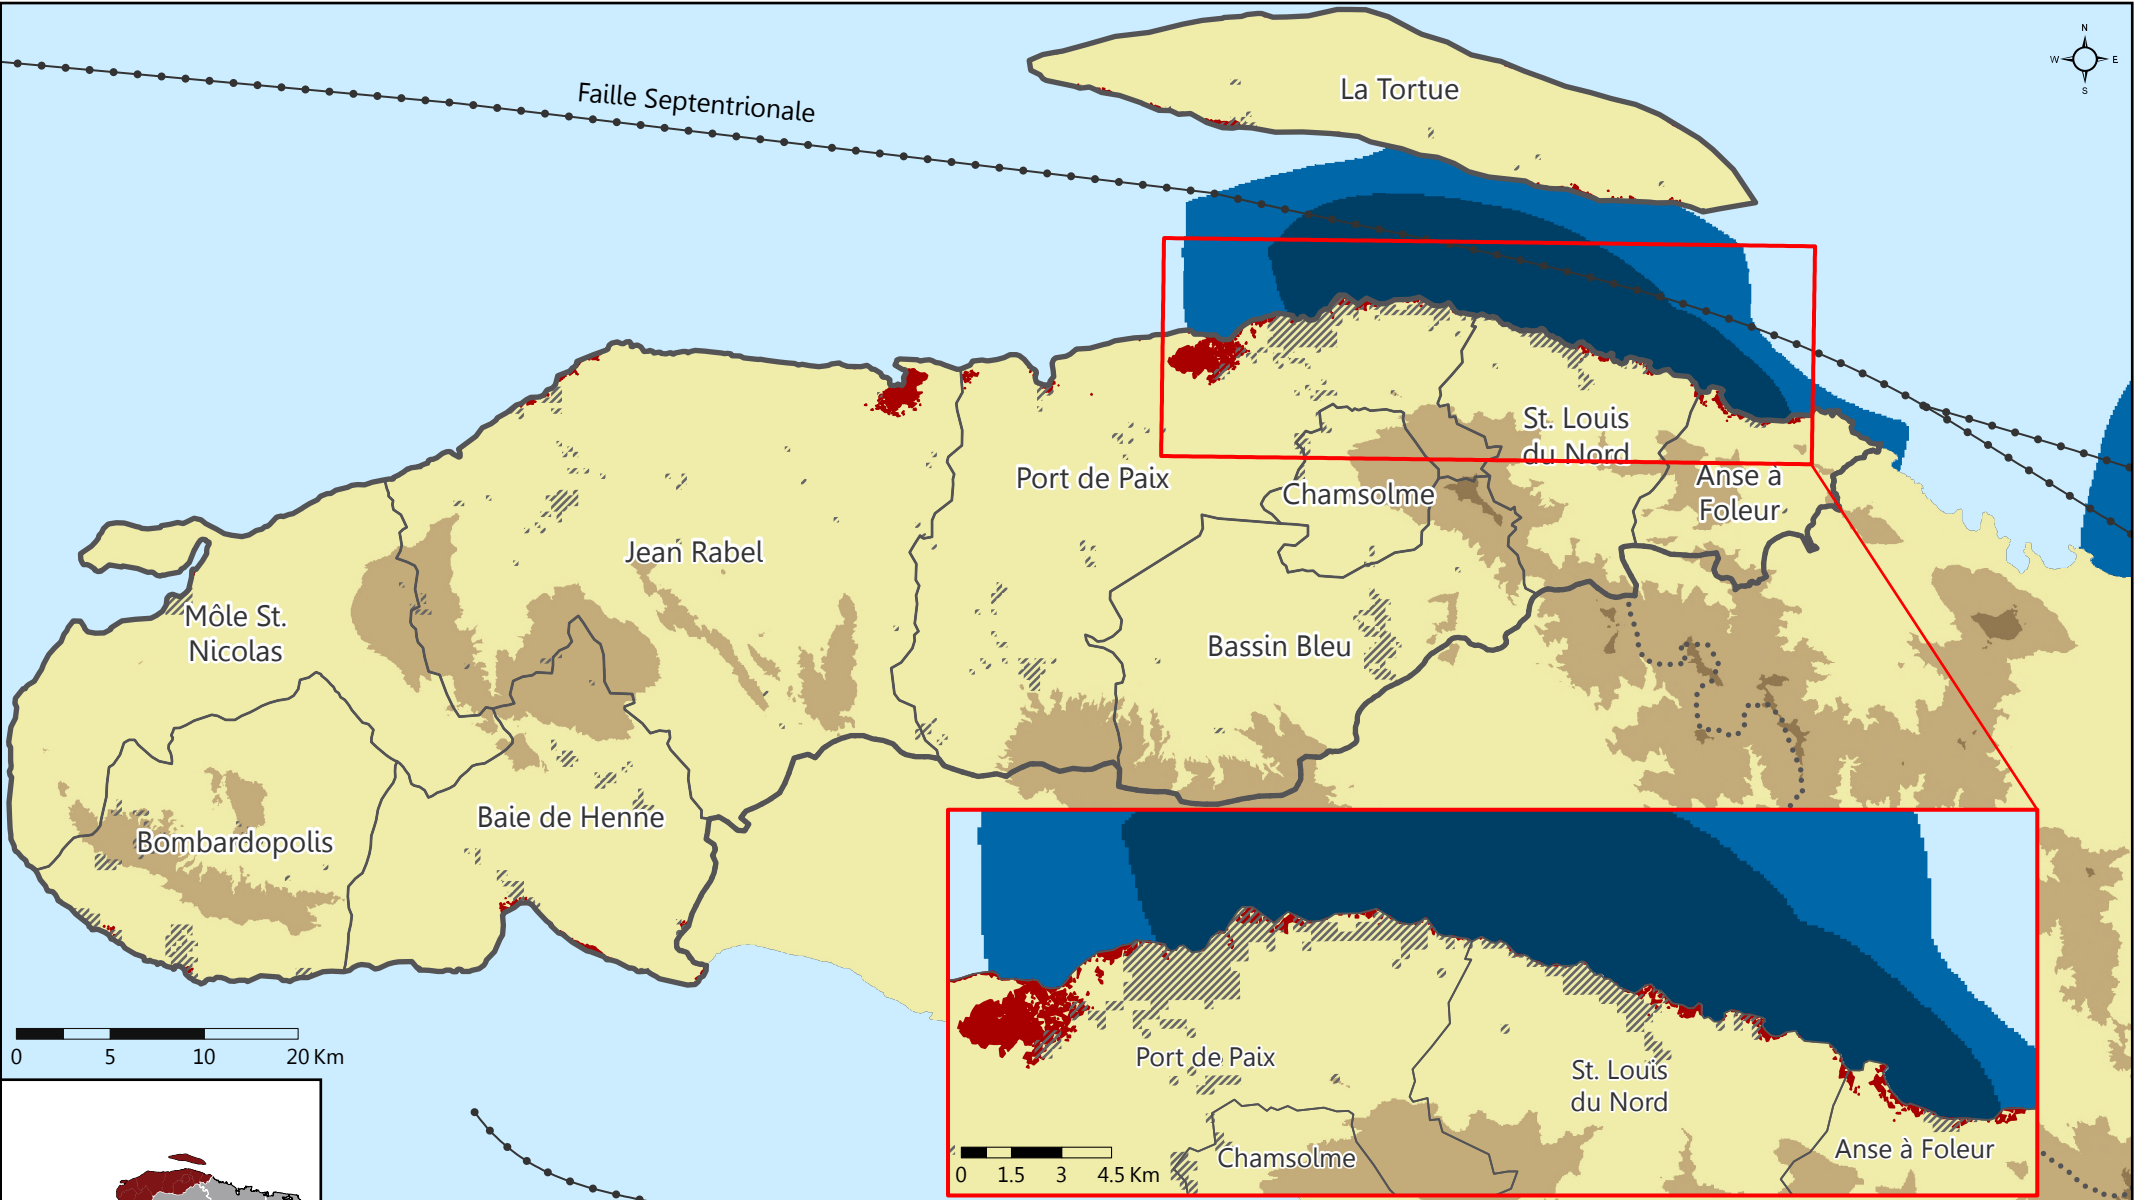 N
W E
S
La Tortue
Faille Septentrionale
St. Louis
du Nord
Port de Paix
Chamsolme
Anse à
Foleur
Jean Rabel
Môle St.
Nicolas
Bassin Bleu
Baie de Henne
Bombardopolis
0 5 10 20 Km
Port de Paix
St. Louis
du Nord
Chamsolme
Anse à Foleur
0 1.5 3 4.5 Km